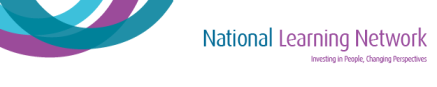 National Learning Network
Investing in People, Changing Perspectives